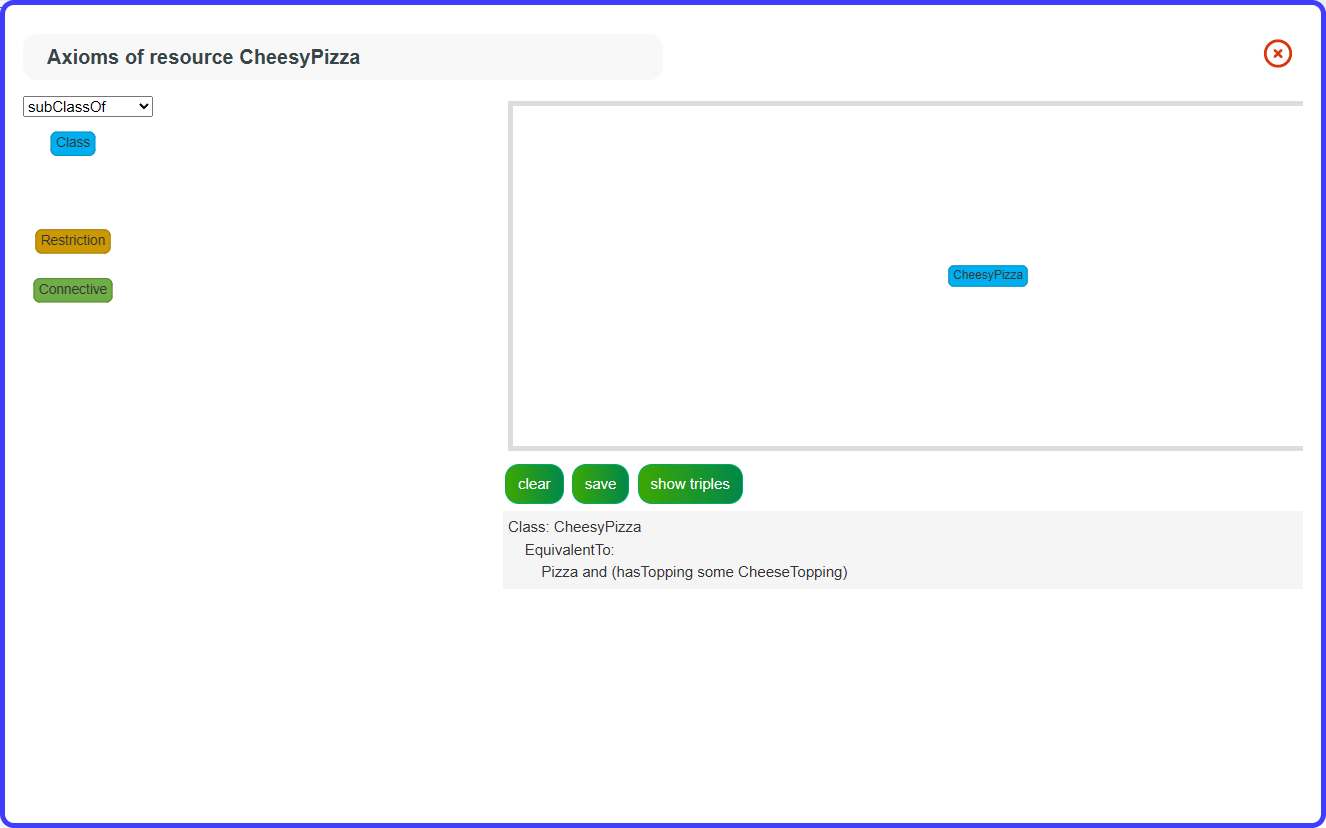 Axioms of resource CheesyPizza
subClassOf
Class
Restriction
Connective
CheesyPizza
clear save show triples
Class: CheesyPizza
EquivalentTo:
Pizza and (hasTopping some CheeseTopping)